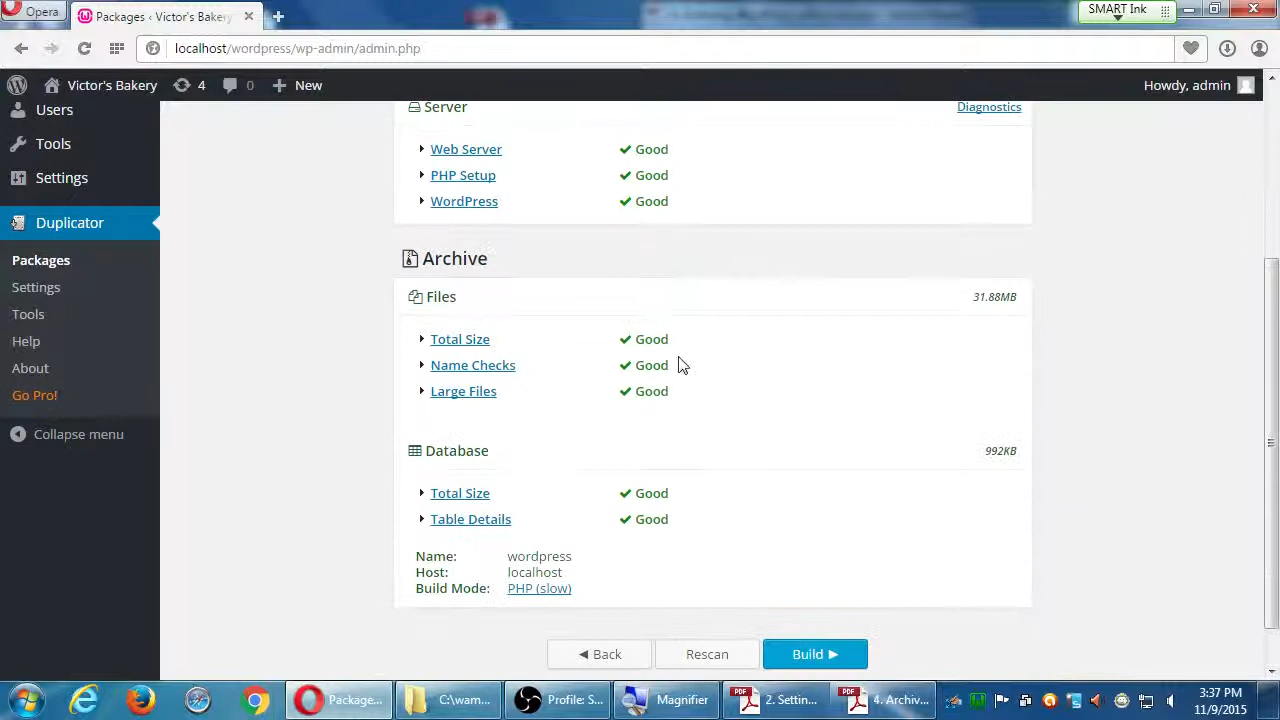 Opera
Packages ‹ Victor's Bakery
SMART Ink
localhost/wordpress/wp-admin/admin.php
Victor's Bakery
4
0
New
Howdy, admin
Users
Tools
Settings
Duplicator
Packages
Settings
Tools
Help
About
Go Pro!
Collapse menu
Server
Diagnostics
Web Server Good
PHP Setup Good
WordPress Good
Archive
Files 31.88MB
Total Size Good
Name Checks Good
Large Files Good
Database 992KB
Total Size Good
Table Details Good
Name: wordpress
Host: localhost
Build Mode: PHP (slow)
Back
Rescan
Build
Package...
C:\wam...
Profile: S...
Magnifier
PDF
2. Settin...
PDF
4. Archiv...
3:37 PM
11/9/2015